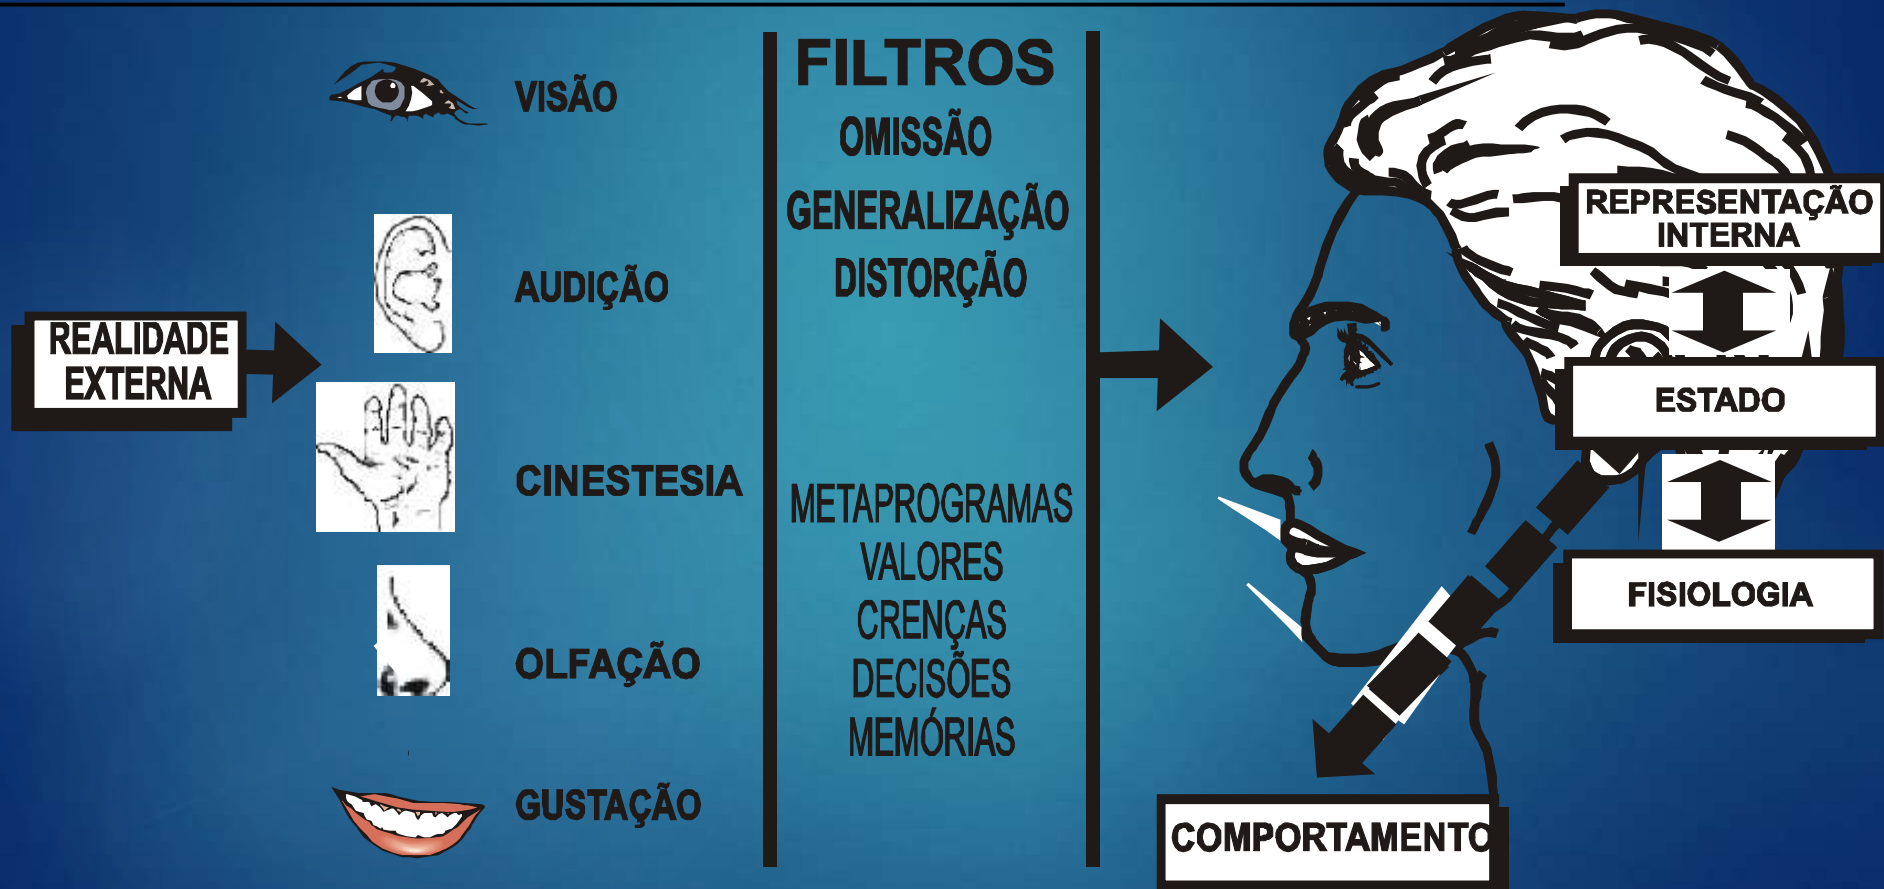 REALIDADE
EXTERNA
VISÃO
AUDIÇÃO
CINESTESIA
OLFAÇÃO
GUSTAÇÃO
FILTROS
OMISSÃO
GENERALIZAÇÃO
DISTORÇÃO
METAPROGRAMAS
VALORES
CRENÇAS
DECISÕES
MEMÓRIAS
REPRESENTAÇÃO
INTERNA
ESTADO
FISIOLOGIA
COMPORTAMENTO